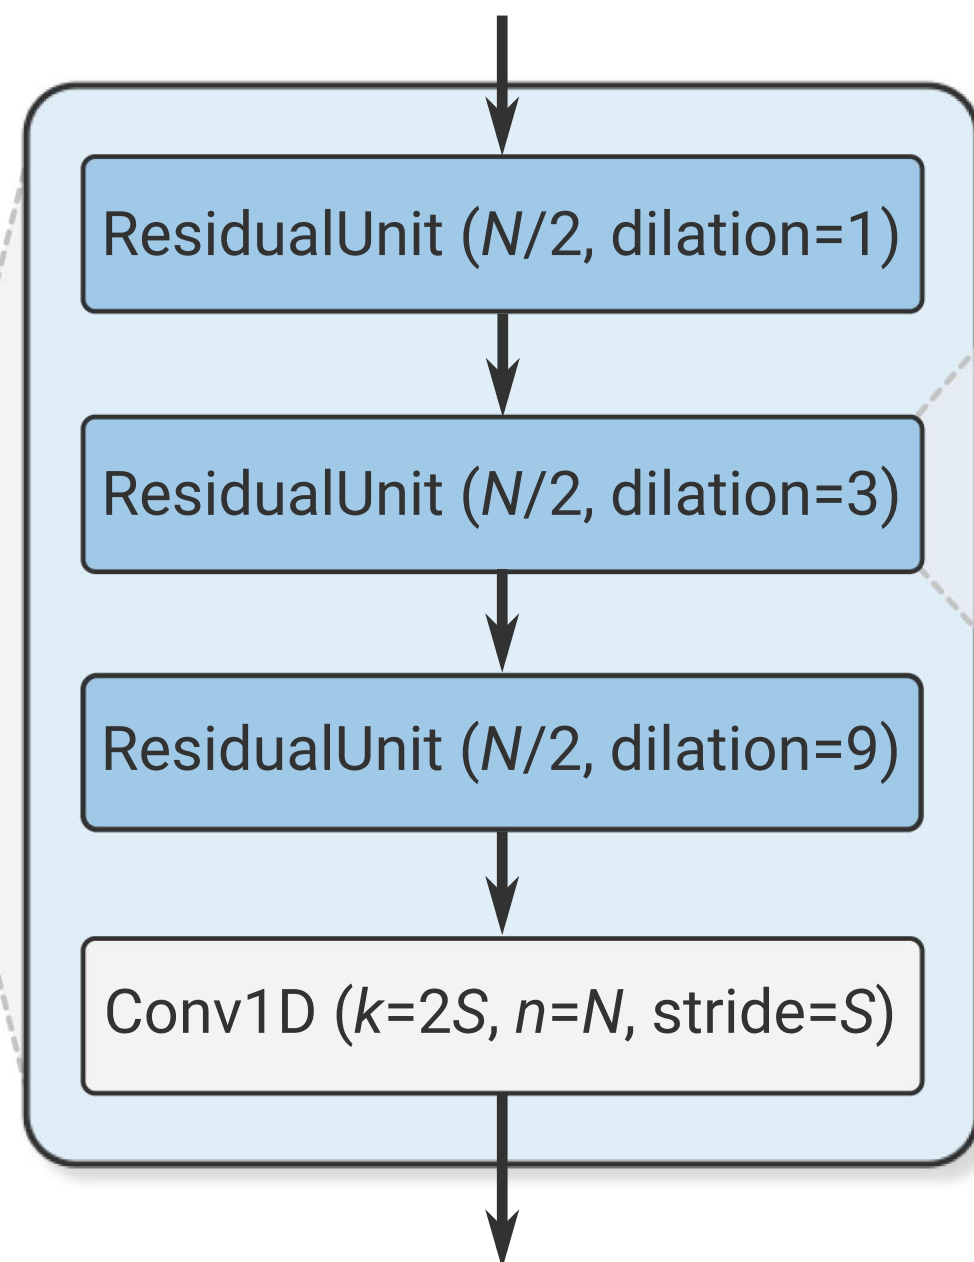 ResidualUnit (N/2, dilation=1)
ResidualUnit (N/2, dilation=3)
ResidualUnit (N/2, dilation=9)
Conv1D (k=2S, n=N, stride=S)